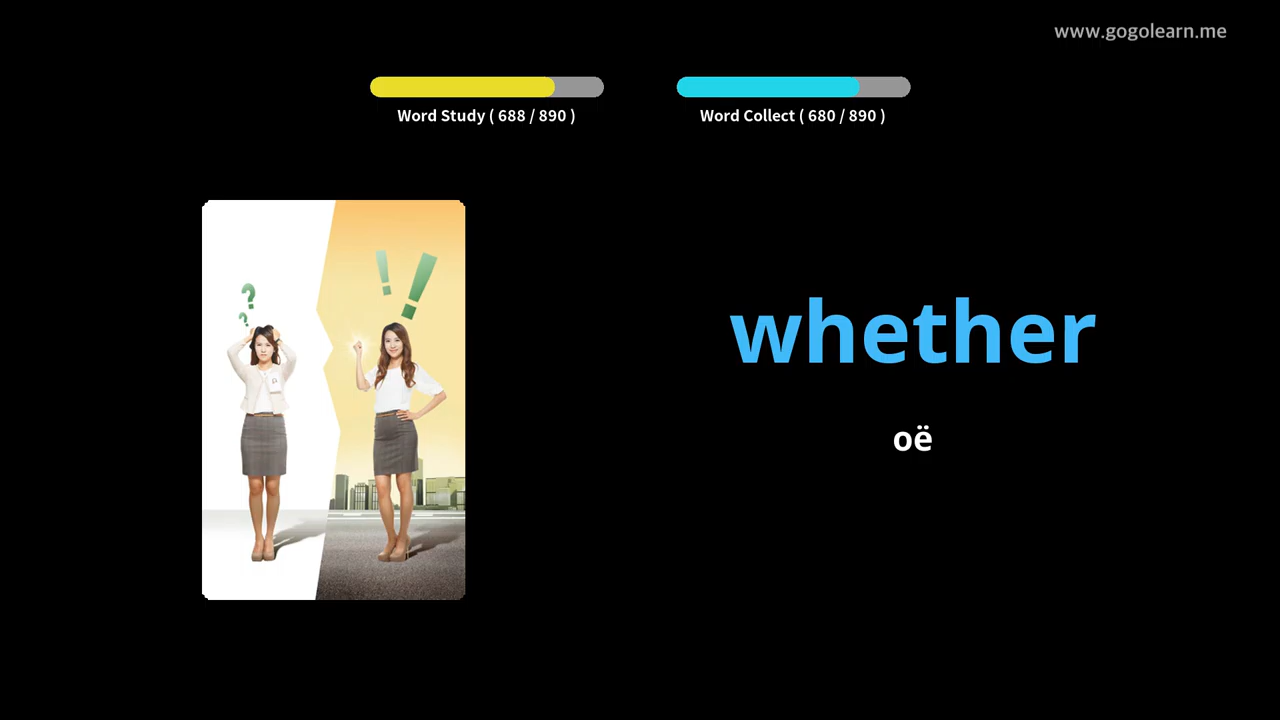 www.gogolearn.me
Word Study ( 688 / 890 )
Word Collect ( 680 / 890 )
? ?
! !
whether
oë